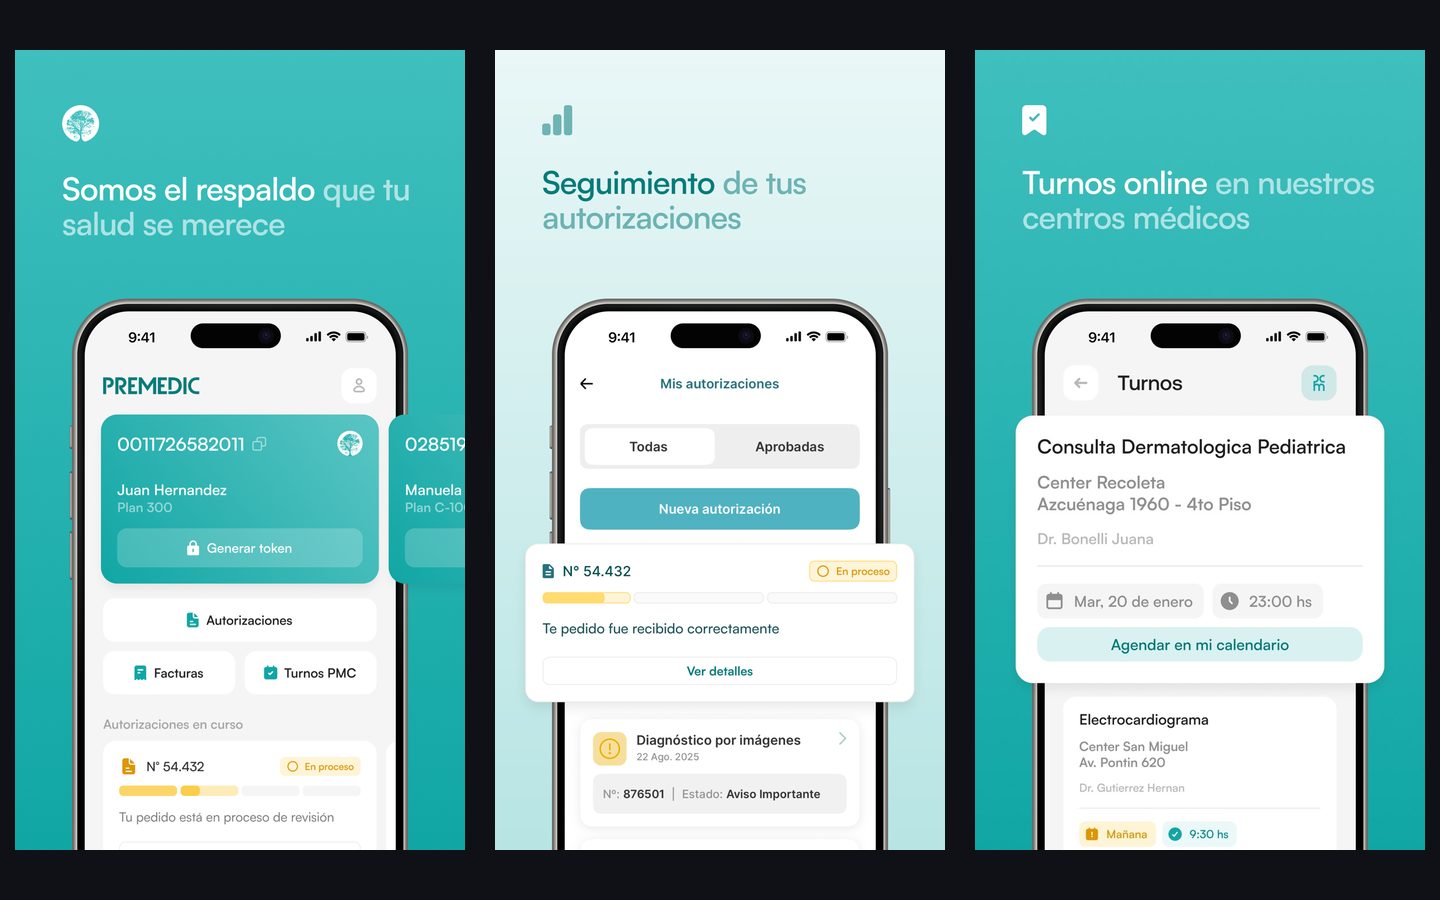 Somos el respaldo que tu
salud se merece
9:41
PREMEDIC
0011726582011
Juan Hernandez
Plan 300
Generar token
028519
Manuela
Plan C-10
Autorizaciones
Facturas
Turnos PMC
Autorizaciones en curso
N° 54.432
En proceso
Tu pedido está en proceso de revisión
Seguimiento de tus
autorizaciones
9:41
Mis autorizaciones
Todas
Aprobadas
Nueva autorización
N° 54.432
En proceso
Te pedido fue recibido correctamente
Ver detalles
Diagnóstico por imágenes
22 Ago. 2025
Nº: 876501 | Estado: Aviso Importante
Turnos online en nuestros
centros médicos
9:41
Turnos
Consulta Dermatologica Pediatrica
Center Recoleta
Azcuénaga 1960 - 4to Piso
Dr. Bonelli Juana
Mar, 20 de enero
23:00 hs
Agendar en mi calendario
Electrocardiograma
Center San Miguel
Av. Pontin 620
Dr. Gutierrez Hernan
Mañana
9:30 hs